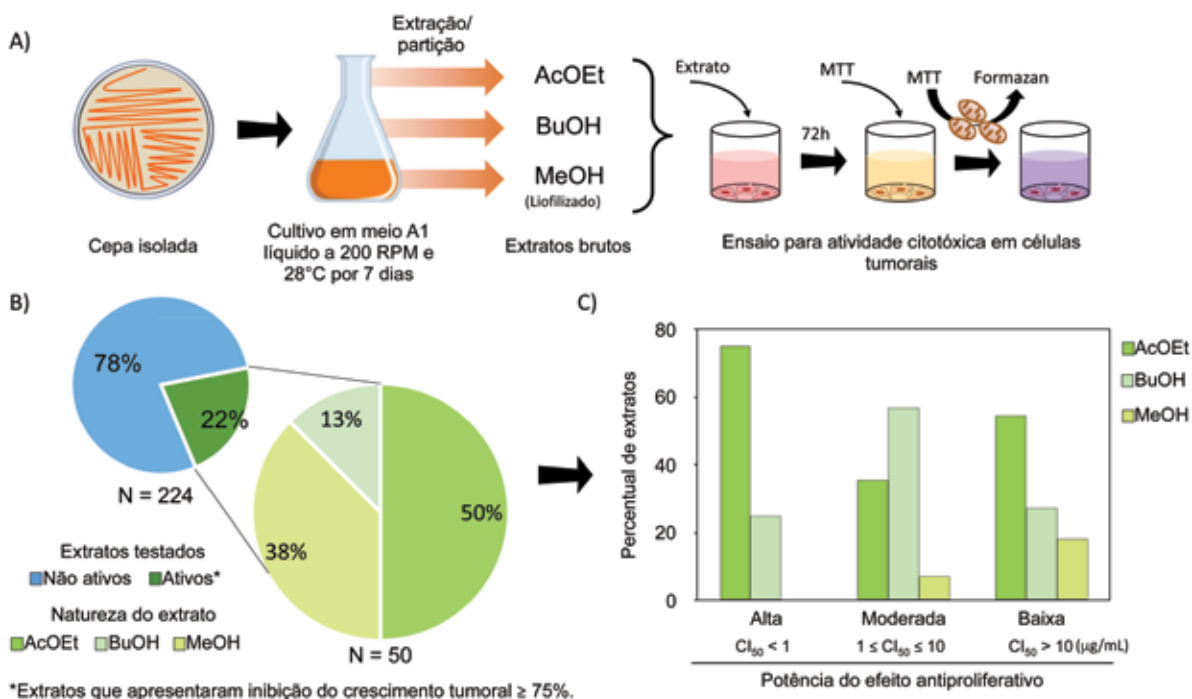 A)
Extração/
partição
AcOEt
BuOH
MeOH
(Liofilizado)
Extrato
MTT
MTT
Formazan
72h
Cepa isolada
Cultivo em meio A1
líquido a 200 RPM e
28°C por 7 dias
Extratos brutos
Ensaio para atividade citotóxica em células
tumorais
B)
78%
22%
N = 224
13%
50%
38%
N = 50
Extratos testados
Não ativos
Ativos*
Natureza do extrato
AcOEt
BuOH
MeOH
*Extratos que apresentaram inibição do crescimento tumoral ≥ 75%.
C)
Percentual de extratos
80
60
40
20
0
AcOEt
BuOH
MeOH
Alta
Moderada
Baixa
CI50 < 1
1 ≤ CI50 ≤ 10
CI50 > 10 (µg/mL)
Potência do efeito antiproliferativo